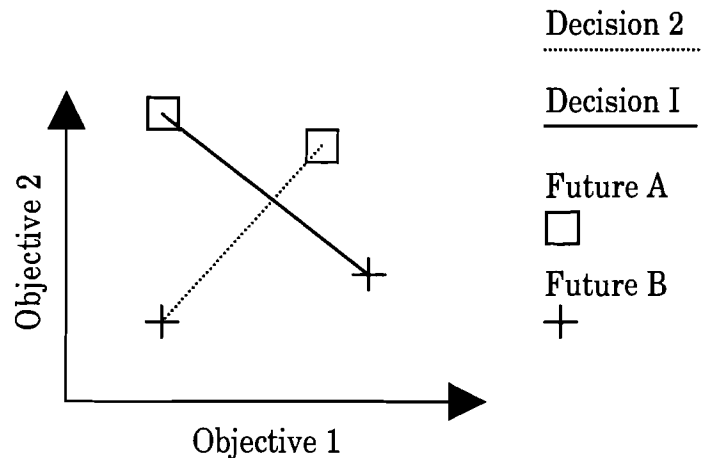 Decision 2
Decision I
Future A
Future B
Objective 2
Objective 1